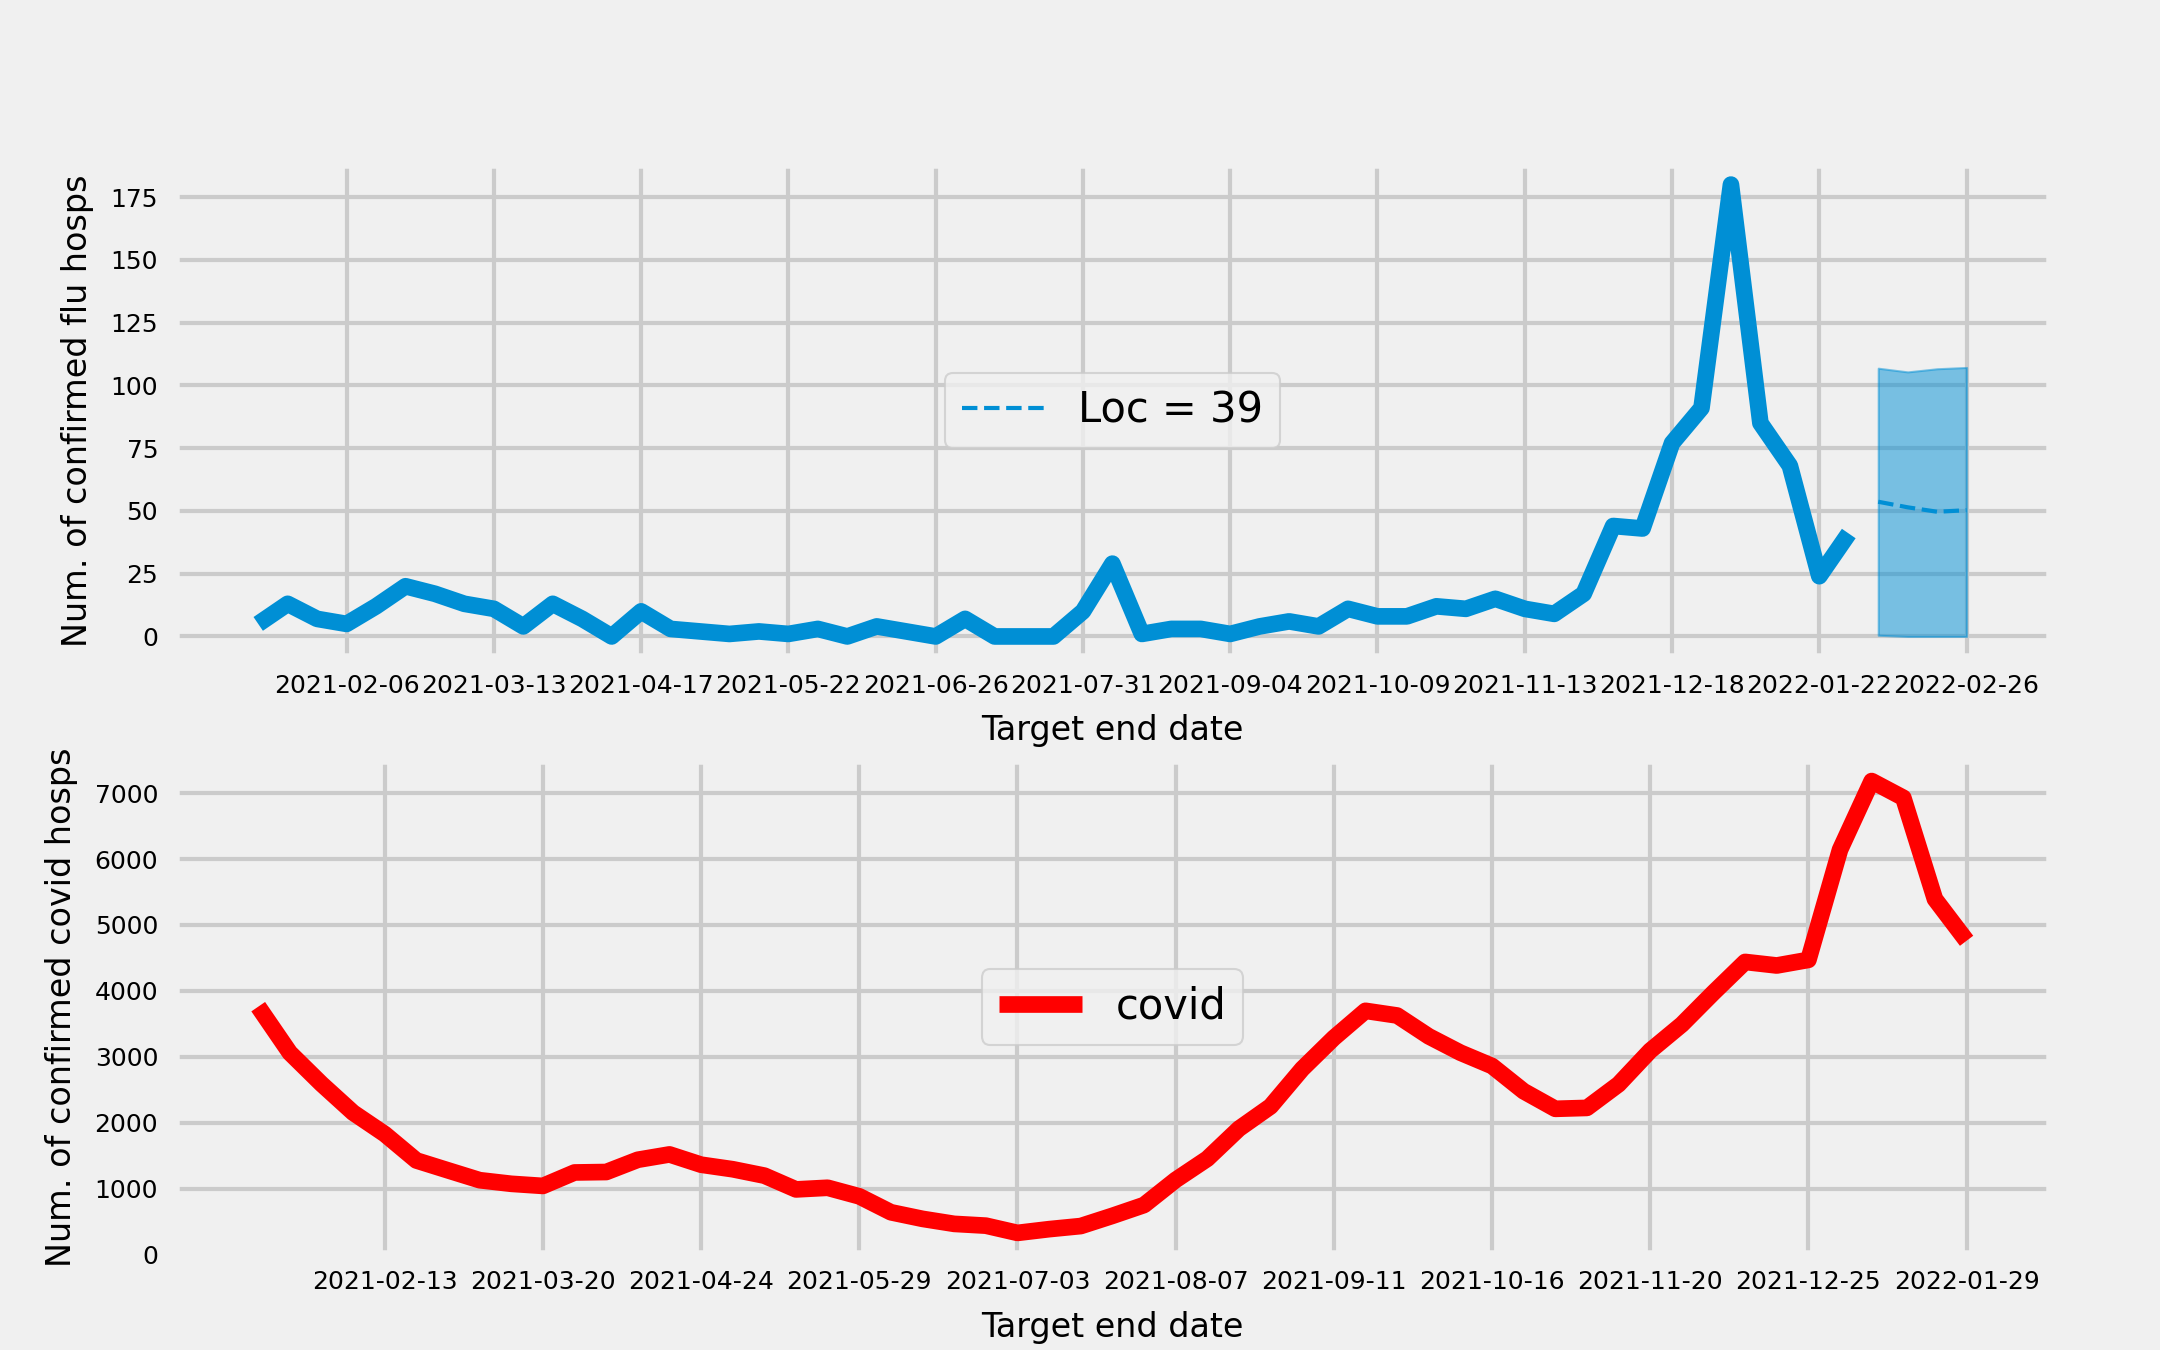 Num. of confirmed flu hosps
175
150
125
100
75
50
25
0
Loc = 39
2021-02-06 2021-03-13 2021-04-17 2021-05-22 2021-06-26 2021-07-31 2021-09-04 2021-10-09 2021-11-13 2021-12-18 2022-01-22 2022-02-26
Target end date
Num. of confirmed covid hosps
7000
6000
5000
4000
3000
2000
1000
0
covid
2021-02-13 2021-03-20 2021-04-24 2021-05-29 2021-07-03 2021-08-07 2021-09-11 2021-10-16 2021-11-20 2021-12-25 2022-01-29
Target end date